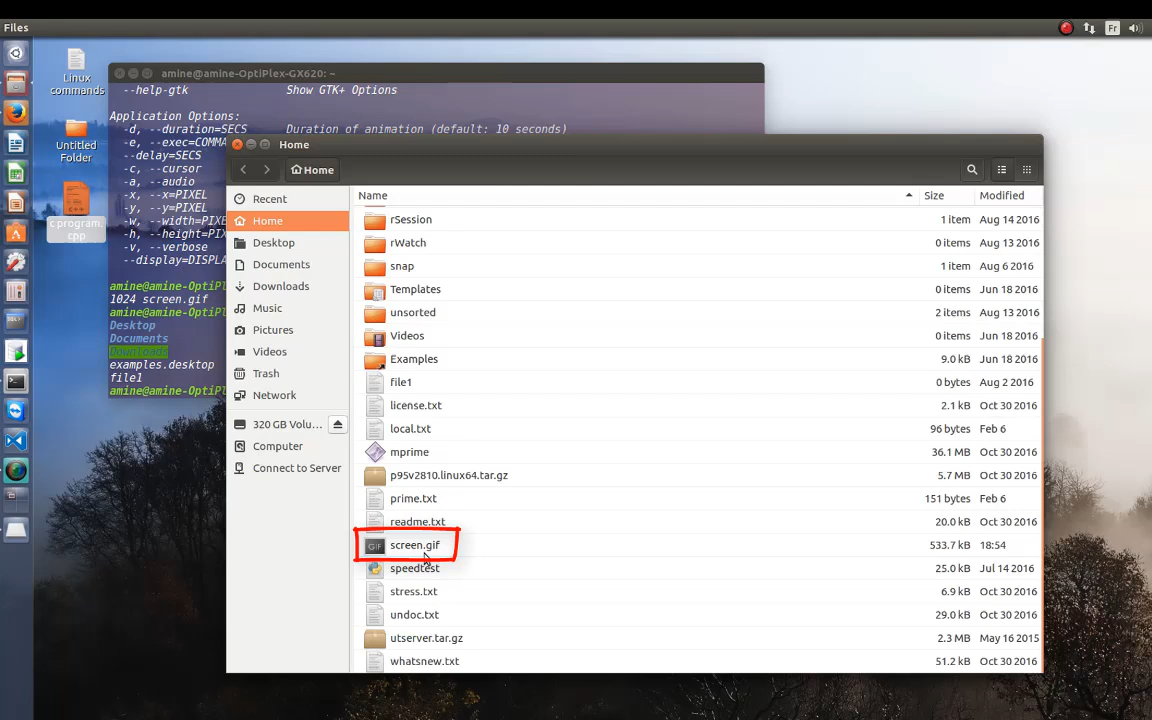 Files
Fr
Linux
commands
Untitled
Folder
c program.
cpp
amine@amine-OptiPlex-GX620: ~
--help-gtk Show GTK+ Options
Application Options:
-d, --duration=SECS Duration of animation (default: 10 seconds)
-e, --exec=COMMA
--delay=SECS
-c, --cursor
-a, --audio
-x, --x=PIXEL
-y, --y=PIXEL
-w, --width=PIXE
-h, --height=PIX
-v, --verbose
--display=DISPLA
amine@amine-OptiPl
1024 screen.gif
amine@amine-OptiPl
Desktop
Documents
Downloads
examples.desktop
file1
amine@amine-OptiPl
Home
Home
Recent
Home
Desktop
Documents
Downloads
Music
Pictures
Videos
Trash
Network
320 GB Volu...
Computer
Connect to Server
Name Size Modified
rSession 1 item Aug 14 2016
rWatch 0 items Aug 13 2016
snap 1 item Aug 6 2016
Templates 0 items Jun 18 2016
unsorted 2 items Aug 13 2016
Videos 0 items Jun 18 2016
Examples 9.0 kB Jun 18 2016
file1 0 bytes Aug 2 2016
license.txt 2.1 kB Oct 30 2016
local.txt 96 bytes Feb 6
mprime 36.1 MB Oct 30 2016
p95v2810.linux64.tar.gz 5.7 MB Oct 30 2016
prime.txt 151 bytes Feb 6
readme.txt 20.0 kB Oct 30 2016
GIF screen.gif 533.7 kB 18:54
speedtest 25.0 kB Jul 14 2016
stress.txt 6.9 kB Oct 30 2016
undoc.txt 29.0 kB Oct 30 2016
utserver.tar.gz 2.3 MB May 16 2015
whatsnew.txt 51.2 kB Oct 30 2016